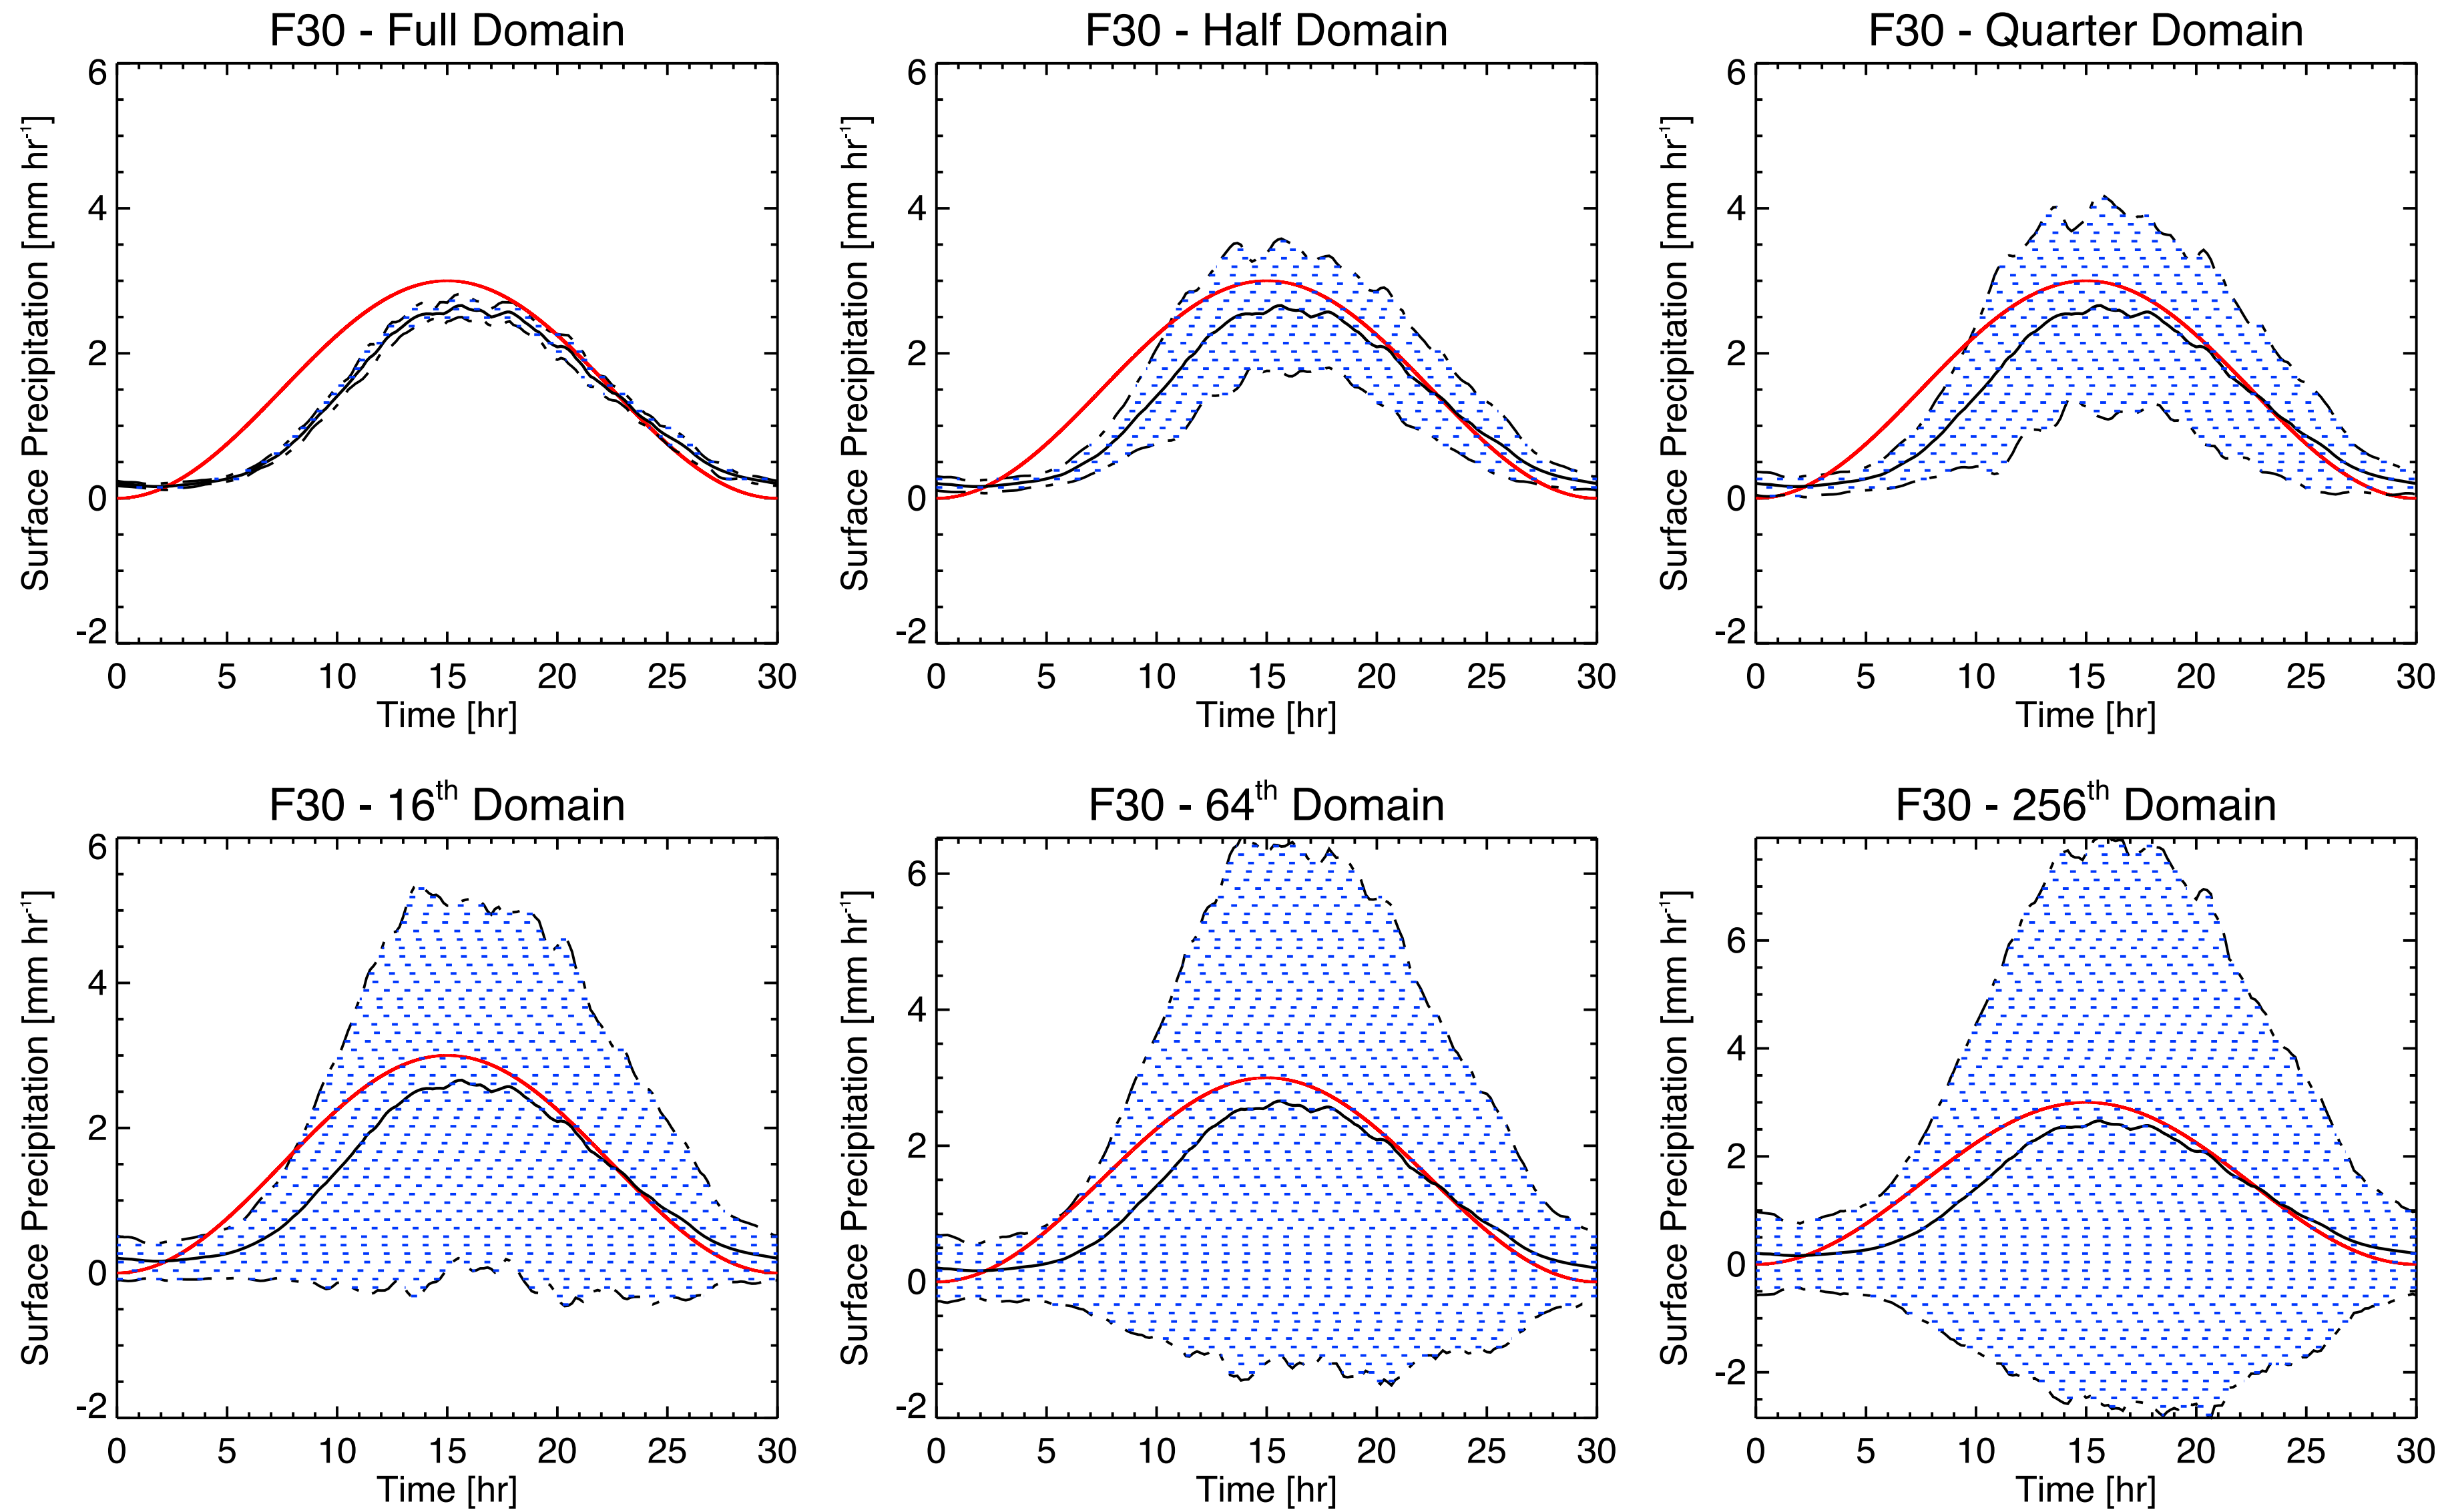 F30 - Full Domain
Surface Precipitation [mm hr-1]
6
4
2
0
-2
0 5 10 15 20 25 30
Time [hr]
F30 - Half Domain
Surface Precipitation [mm hr-1]
6
4
2
0
-2
0 5 10 15 20 25 30
Time [hr]
F30 - Quarter Domain
Surface Precipitation [mm hr-1]
6
4
2
0
-2
0 5 10 15 20 25 30
Time [hr]
F30 - 16th Domain
Surface Precipitation [mm hr-1]
6
4
2
0
-2
0 5 10 15 20 25 30
Time [hr]
F30 - 64th Domain
Surface Precipitation [mm hr-1]
6
4
2
0
-2
0 5 10 15 20 25 30
Time [hr]
F30 - 256th Domain
Surface Precipitation [mm hr-1]
6
4
2
0
-2
0 5 10 15 20 25 30
Time [hr]